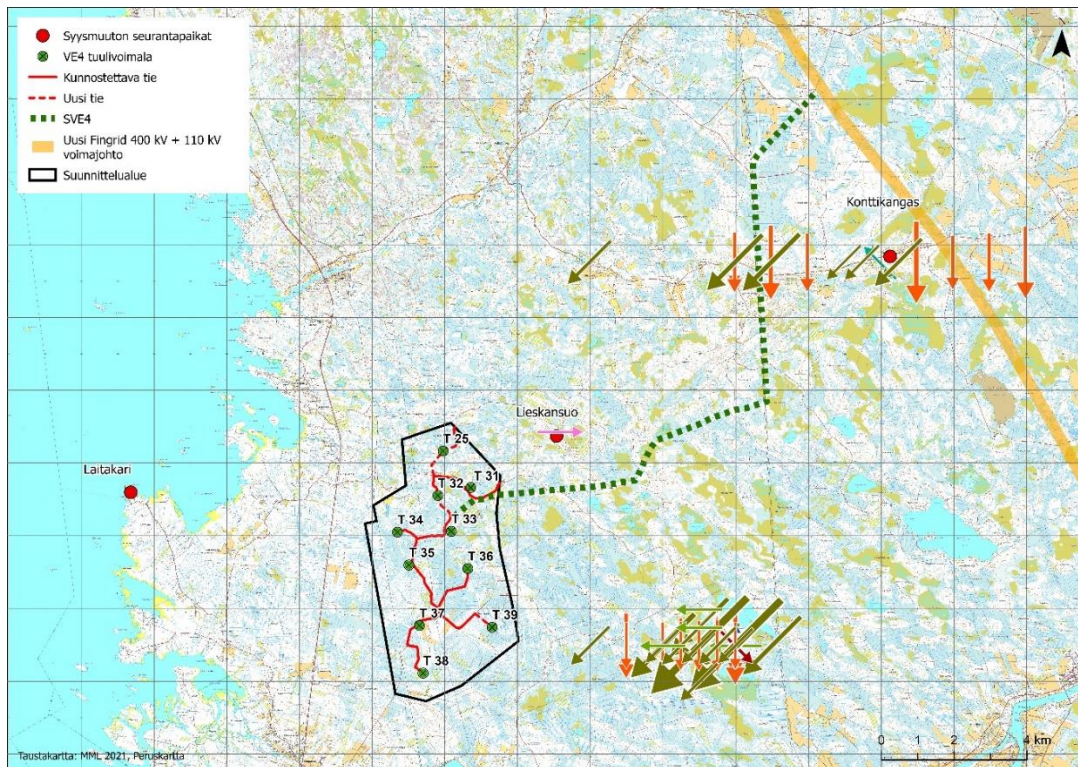 Syysmuuton seurantapaikat
VE4 tuulivoimala
Kunnostettava tie
Uusi tie
SVE4
Uusi Fingrid 400 kV + 110 kV
voimajohto
Suunnittelualue
Konttikangas
Lieskansuo
Laitakari
T 25
T 31
T 32
T 33
T 34
T 35
T 36
T 37
T 39
T 38
0 2 4 km
Taustakartta: MML 2021, Peruskartta